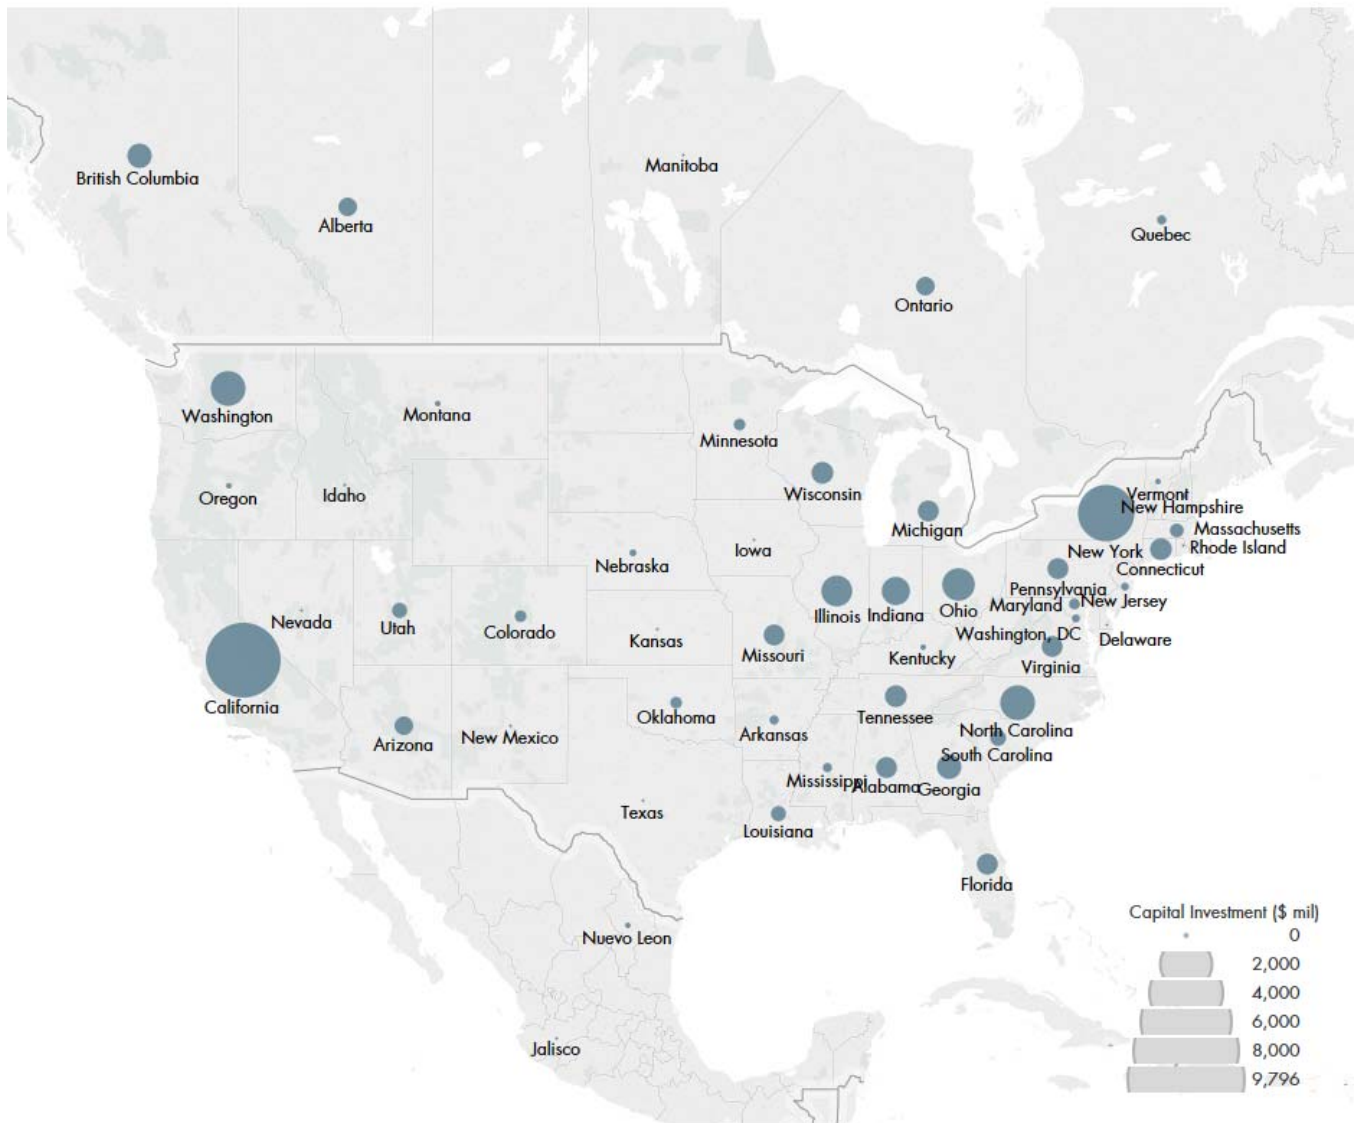 Manitoba
British Columbia
Alberta
Quebec
Ontario
Washington
Montana
Minnesota
Oregon
Idaho
Wisconsin
Michigan
Vermont
New Hampshire
Massachusetts
Rhode Island
New York
Connecticut
Iowa
Nebraska
Pennsylvania
Maryland
New Jersey
Illinois
Indiana
Ohio
Nevada
Utah
Colorado
Kansas
Missouri
Kentucky
Washington, DC
Delaware
Virginia
California
Arizona
New Mexico
Oklahoma
Arkansas
Tennessee
North Carolina
South Carolina
Mississippi
Alabama
Georgia
Texas
Louisiana
Florida
Nuevo Leon
Jalisco
Capital Investment ($ mil)
0
2,000
4,000
6,000
8,000
9,796